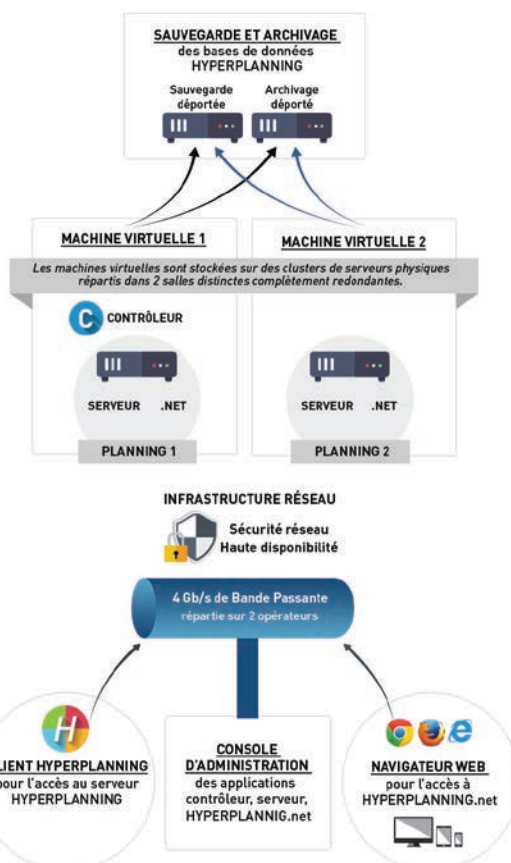 SAUVEGARDE ET ARCHIVAGE
des bases de données
HYPERPLANNING
Sauvegarde
déportée
Archivage
déporté
MACHINE VIRTUELLE 1
MACHINE VIRTUELLE 2
Les machines virtuelles sont stockées sur des clusters de serveurs physiques
répartis dans 2 salles distinctes complètement redondantes.
C CONTRÔLEUR
SERVEUR .NET
PLANNING 1
SERVEUR .NET
PLANNING 2
INFRASTRUCTURE RÉSEAU
Sécurité réseau
Haute disponibilité
4 Gb/s de Bande Passante
répartie sur 2 opérateurs
H
LIENT HYPERPLANNING
pour l'accès au serveur
HYPERPLANNING
CONSOLE
D'ADMINISTRATION
des applications
contrôleur, serveur,
HYPERPLANNIG.net
NAVIGATEUR WEB
pour l'accès à
HYPERPLANNING.net